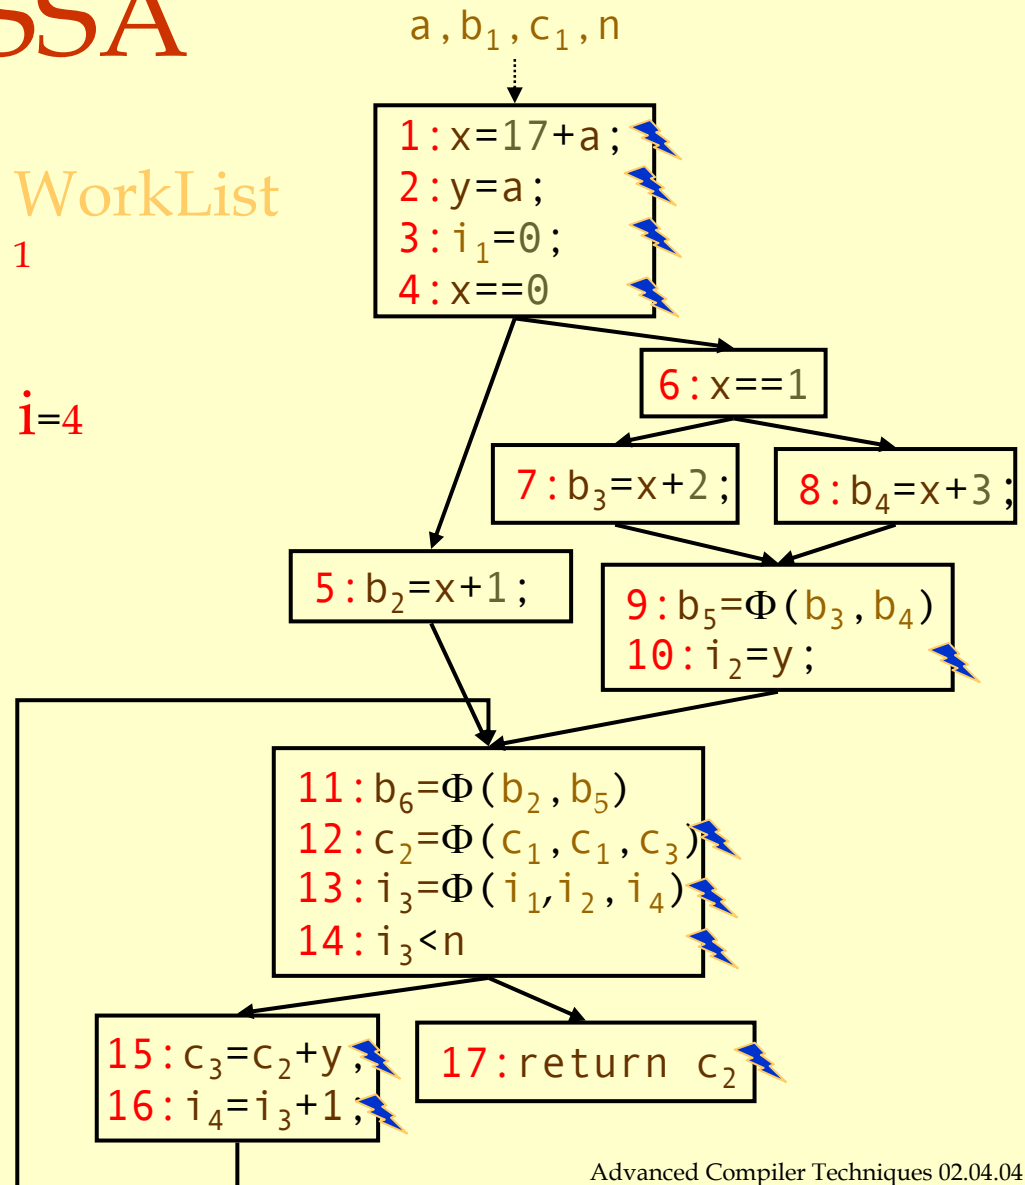 SSA
a,b₁,c₁,n
WorkList
1
i=4
1:x=17+a;
2:y=a;
3:i₁=0;
4:x==0
6:x==1
7:b₃=x+2;
8:b₄=x+3;
5:b₂=x+1;
9:b₅=Φ(b₃,b₄)
10:i₂=y;
11:b₆=Φ(b₂,b₅)
12:c₂=Φ(c₁,c₁,c₃)
13:i₃=Φ(i₁,i₂,i₄)
14:i₃<n
15:c₃=c₂+y;
16:i₄=i₃+1;
17:return c₂
Advanced Compiler Techniques 02.04.04